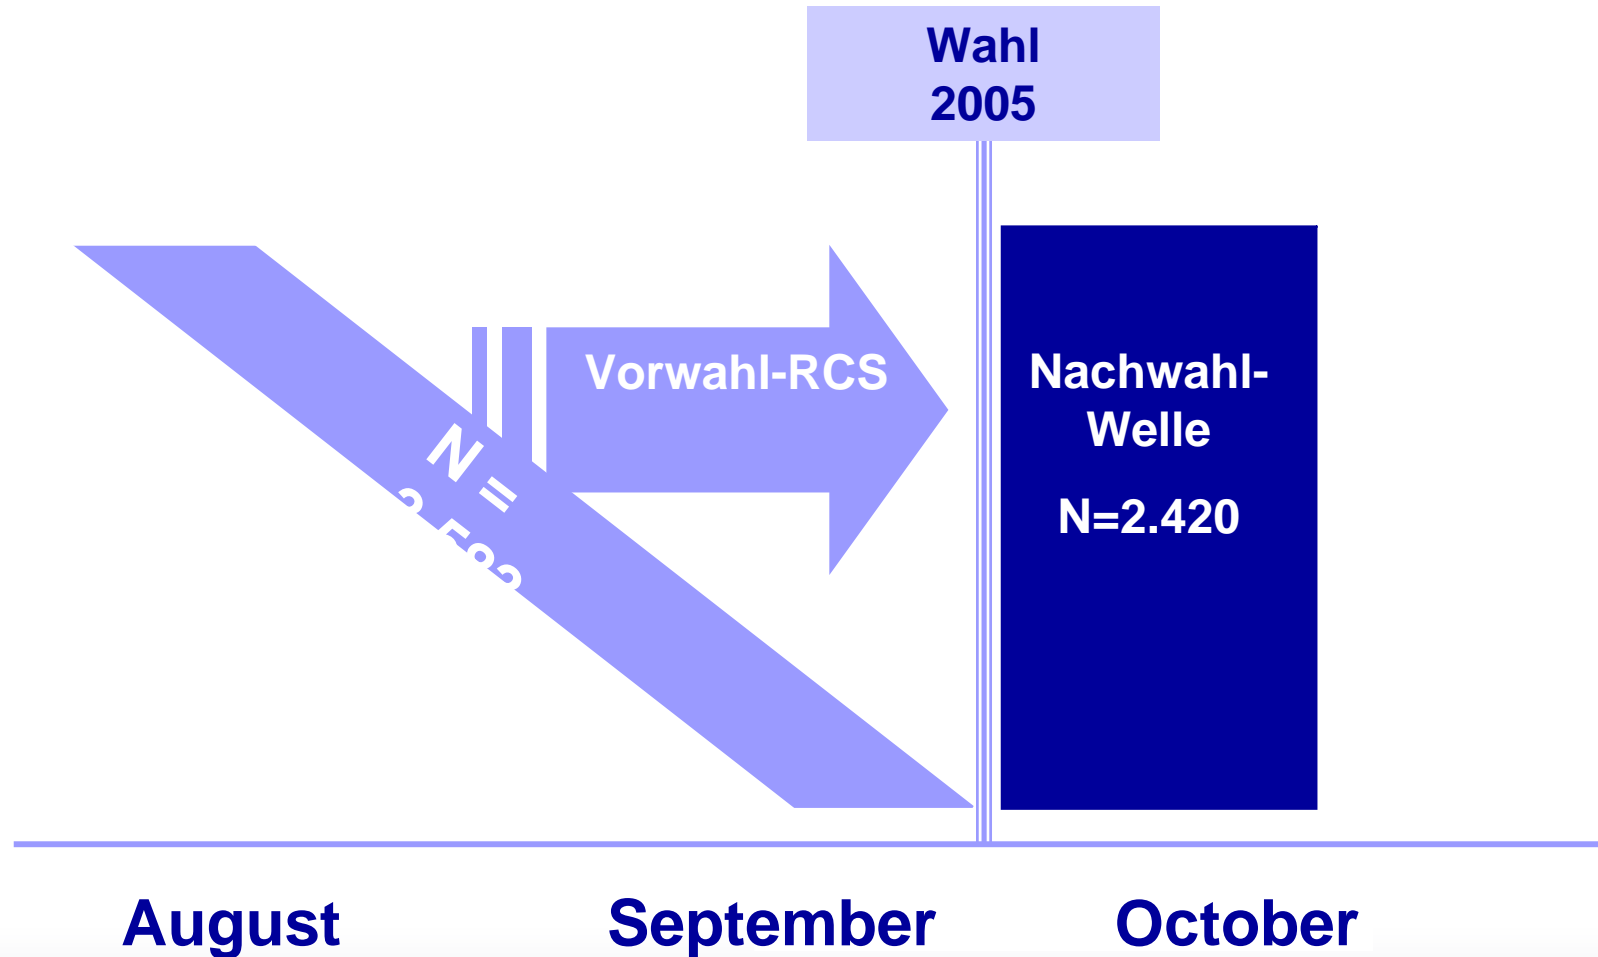 Wahl
2005
Vorwahl-RCS
N =
Nachwahl-
Welle
N=2.420
August
September
October